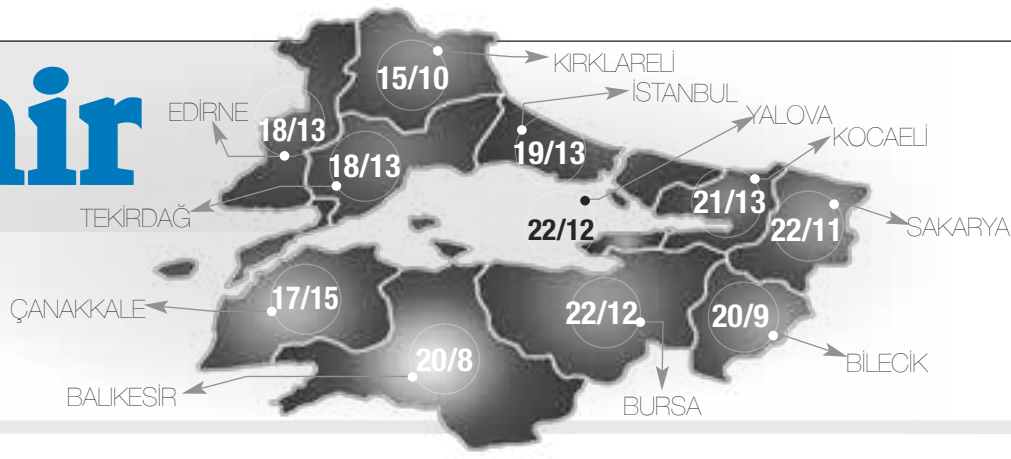 KIRKLARELİ
15/10
İSTANBUL
EDİRNE
YALOVA
18/13
KOCAELİ
19/13
18/13
21/13
TEKİRDAĞ
22/12
22/11
SAKARYA
17/15
ÇANAKKALE
22/12
20/9
20/8
BİLECİK
BALIKESİR
BURSA